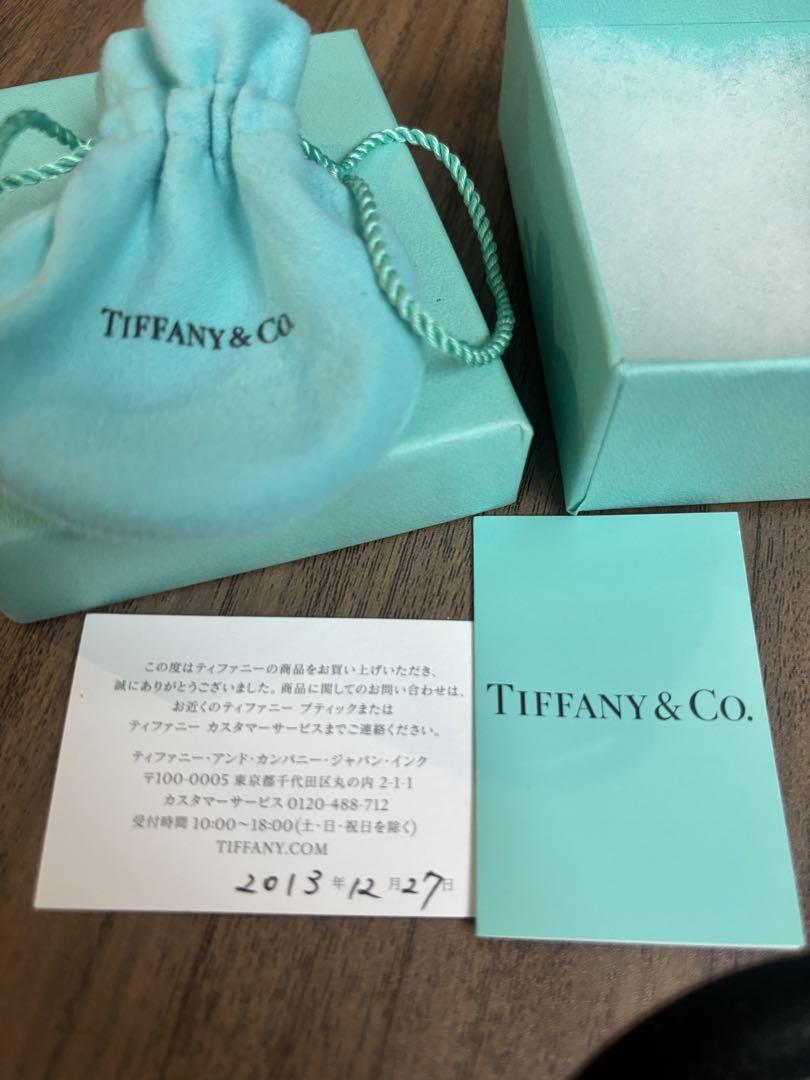 TIFFANY & CO.
この度はティファニーの商品をお買い上げいただき、
誠にありがとうございました。商品に関してのお問い合わせは、
お近くのティファニー ブティックまたは
ティファニー カスタマーサービスまでご連絡ください。
ティファニー・アンド・カンパニー・ジャパン・インク
〒100-0005 東京都千代田区丸の内 2-1-1
カスタマーサービス 0120-488-712
受付時間 10:00～18:00(土・日・祝日を除く)
TIFFANY.COM
2013年12月27日
TIFFANY & CO.